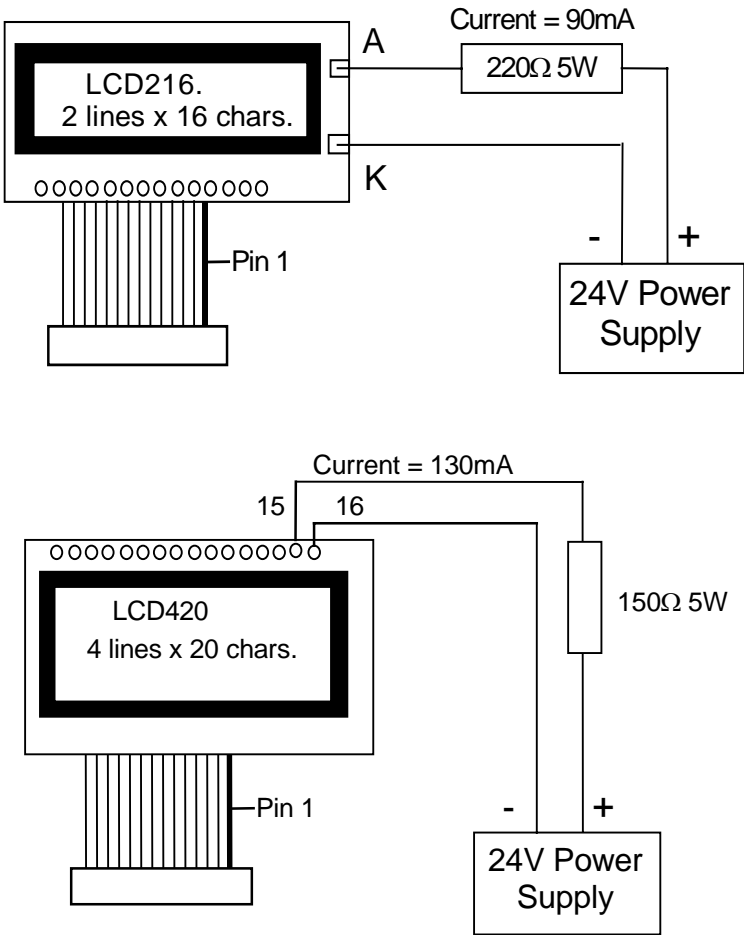 Current = 90mA
A
220Ω 5W
LCD216.
2 lines x 16 chars.
K
- +
Pin 1
24V Power
Supply
Current = 130mA
15 16
LCD420
4 lines x 20 chars.
150Ω 5W
Pin 1
- +
24V Power
Supply